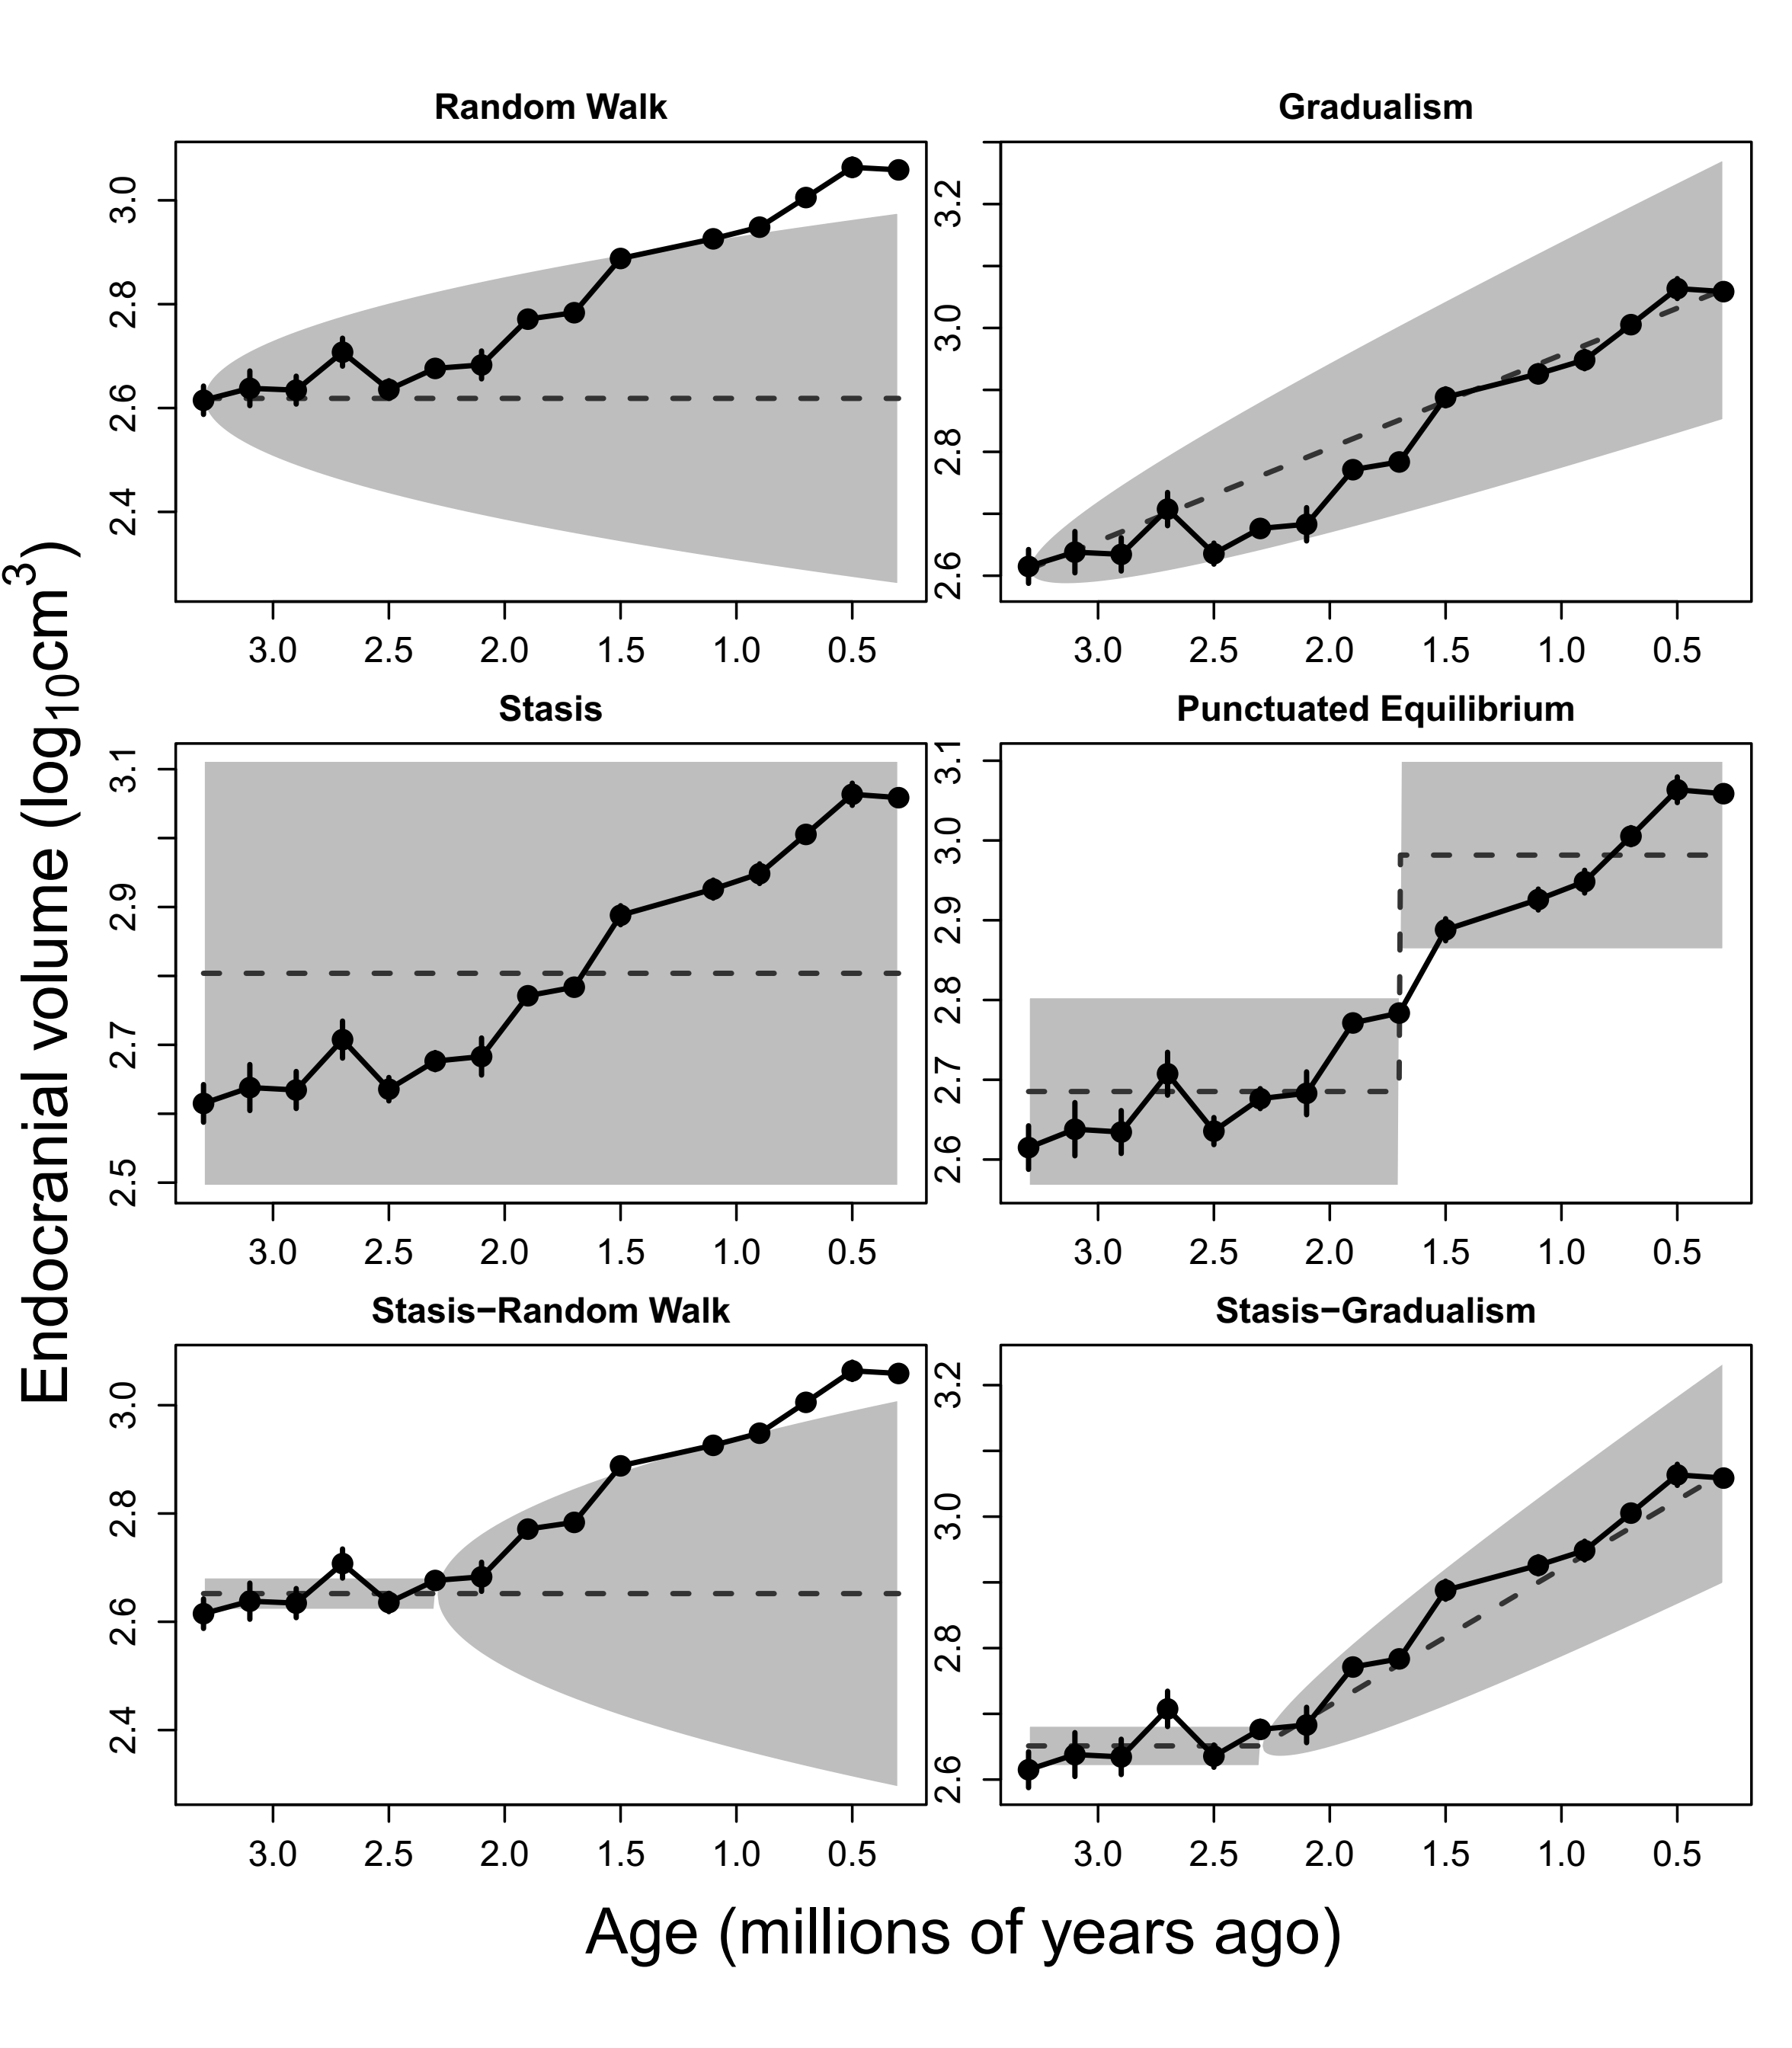 Random Walk
Gradualism
3.0
2.8
2.6
2.4
3.0 2.5 2.0 1.5 1.0 0.5
3.2
3.0
2.8
2.6
3.0 2.5 2.0 1.5 1.0 0.5
Stasis
Punctuated Equilibrium
3.1
2.9
2.7
2.5
3.0 2.5 2.0 1.5 1.0 0.5
3.1
3.0
2.9
2.8
2.7
2.6
3.0 2.5 2.0 1.5 1.0 0.5
Stasis−Random Walk
Stasis−Gradualism
3.0
2.8
2.6
2.4
3.0 2.5 2.0 1.5 1.0 0.5
3.2
3.0
2.8
2.6
3.0 2.5 2.0 1.5 1.0 0.5
Endocranial volume (log₁₀cm³)
Age (millions of years ago)